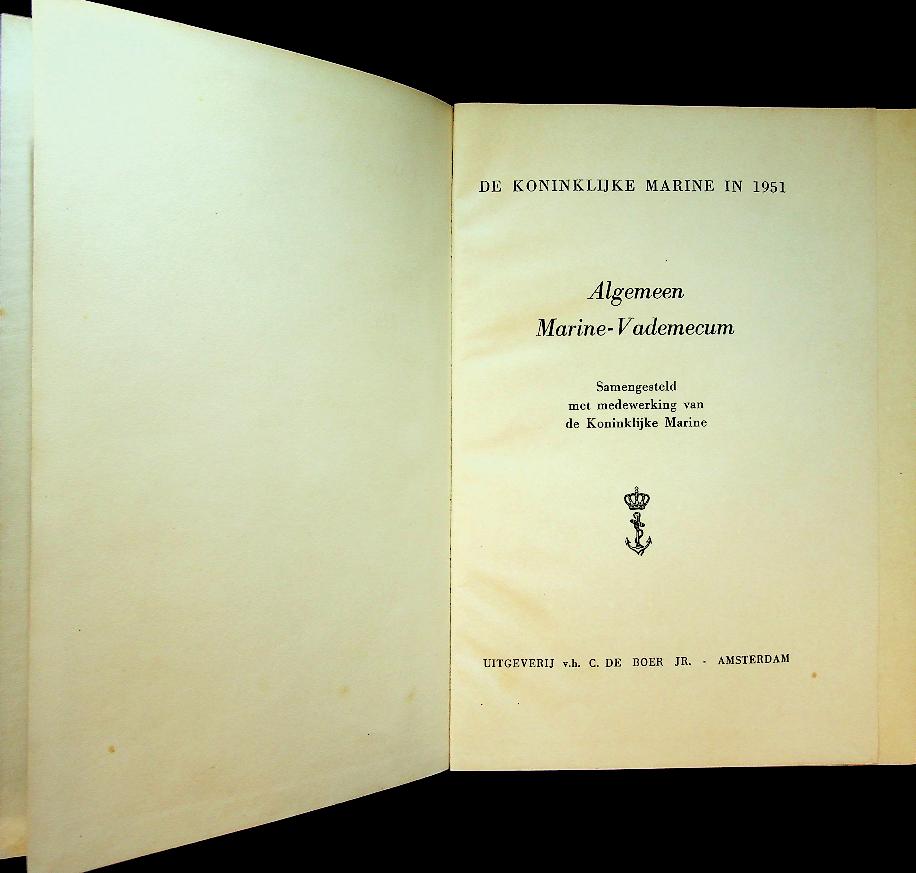 DE KONINKLIJKE MARINE IN 1951
Algemeen
Marine-Vademecum
Samengesteld
met medewerking van
de Koninklijke Marine
UITGEVERIJ v.h. C. DE BOER JR. - AMSTERDAM